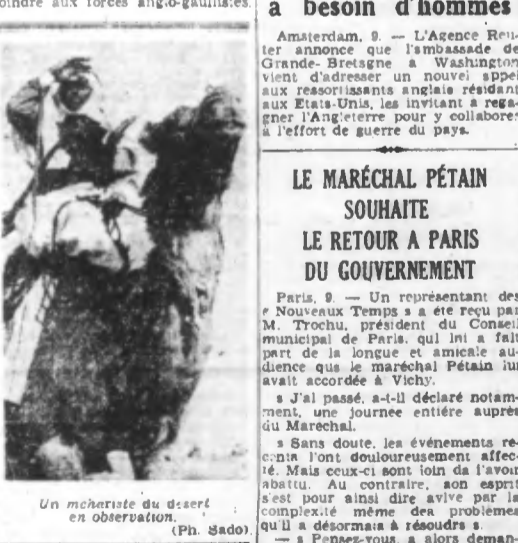 oindre aux forces anglo-gaullistes.
Un mehariste du desert
en observation.
(Ph. Sado)
a besoin d'hommes
Amsterdam, 9. — L'Agence Reu-
ter annonce que l'ambassade de
Grande-Bretagne à Washington
vient d'adresser un nouvel appel
aux ressortissants anglais résidant
aux Etats-Unis, les invitant à rega-
gner l'Angleterre pour y collaborer
à l'effort de guerre du pays.
LE MARÉCHAL PÉTAIN
SOUHAITE
LE RETOUR A PARIS
DU GOUVERNEMENT
Paris, 9. — Un représentant des
« Nouveaux Temps » a été reçu par
M. Trochu, président du Conseil
municipal de Paris, qui lui a fait
part de la longue et amicale au-
dience que le maréchal Pétain lui
avait accordée à Vichy.
» J'ai passé, a-t-il déclaré notam-
ment, une journee entière auprès
du Marechal.
» Sans doute, les événements ré-
cents l'ont douloureusement affec-
té. Mais ceux-ci sont loin de l'avoir
abattu. Au contraire, son esprit
s'est pour ainsi dire avivé par la
complexité même des problèmes
qu'il a désormais à résoudre ».
— » Pensez-vous, a alors deman-